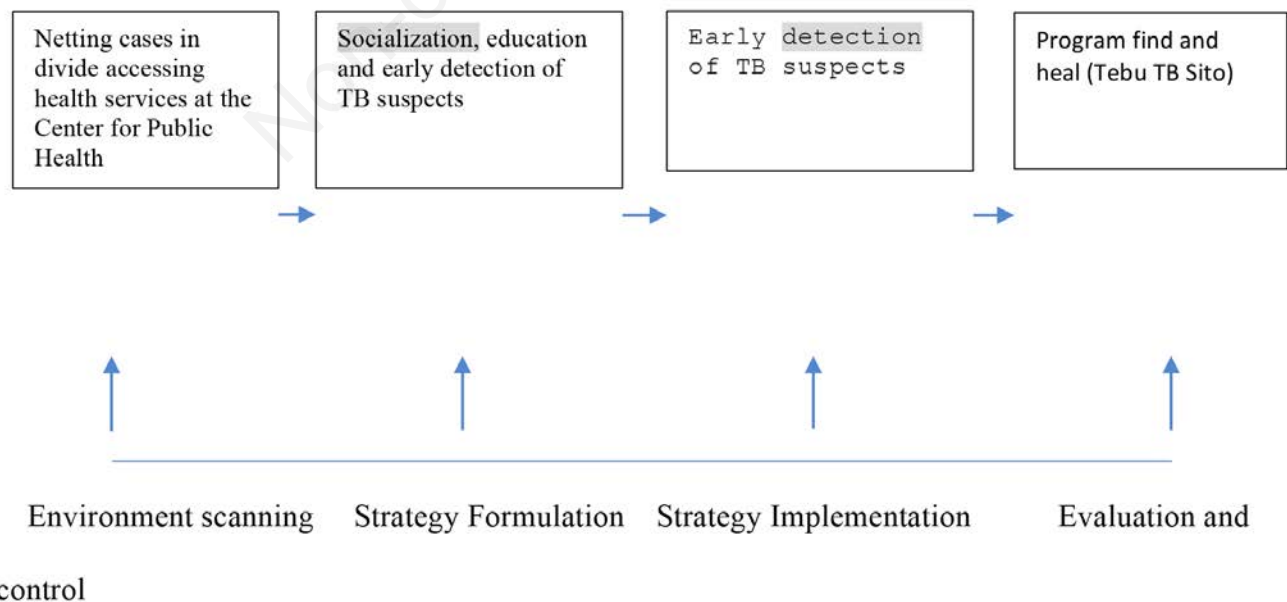 Netting cases in
divide accessing
health services at the
Center for Public
Health
Socialization, education
and early detection of
TB suspects
Early detection
of TB suspects
Program find and
heal (Tebu TB Sito)
Environment scanning Strategy Formulation Strategy Implementation Evaluation and
control